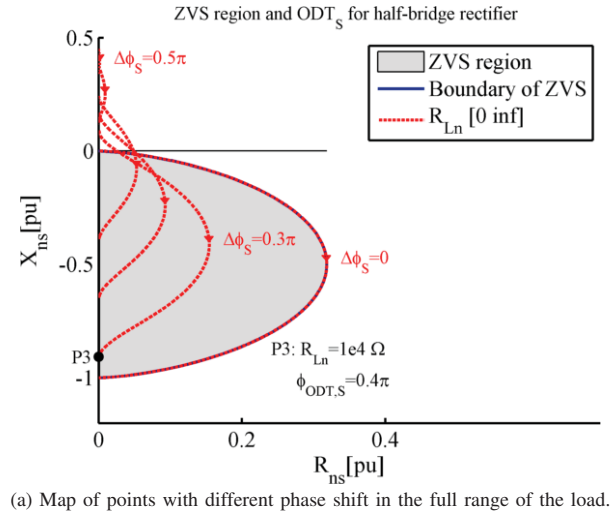 ZVS region and ODT_S for half-bridge rectifier
0.5
Δϕ_S=0.5π
ZVS region
Boundary of ZVS
R_Ln [0 inf]
0
X_ns[pu]
Δϕ_S=0.3π
Δϕ_S=0
-0.5
P3: R_Ln=1e4 Ω
P3
ϕ_ODT,S=0.4π
-1
0
0.2
0.4
R_ns[pu]
(a) Map of points with different phase shift in the full range of the load.